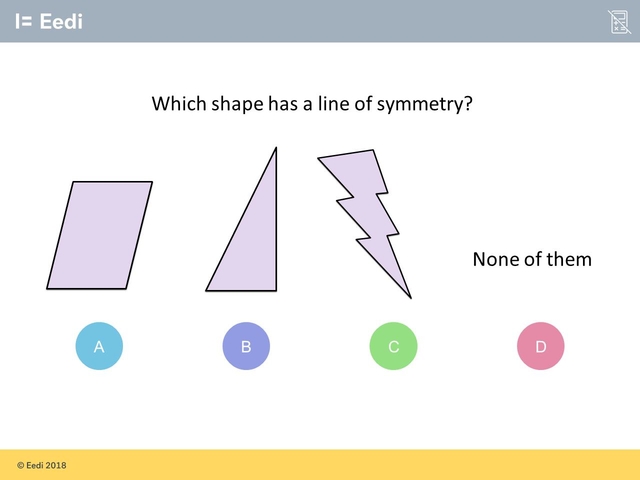 Eedi
Which shape has a line of symmetry?
None of them
A
B
C
D
© Eedi 2018